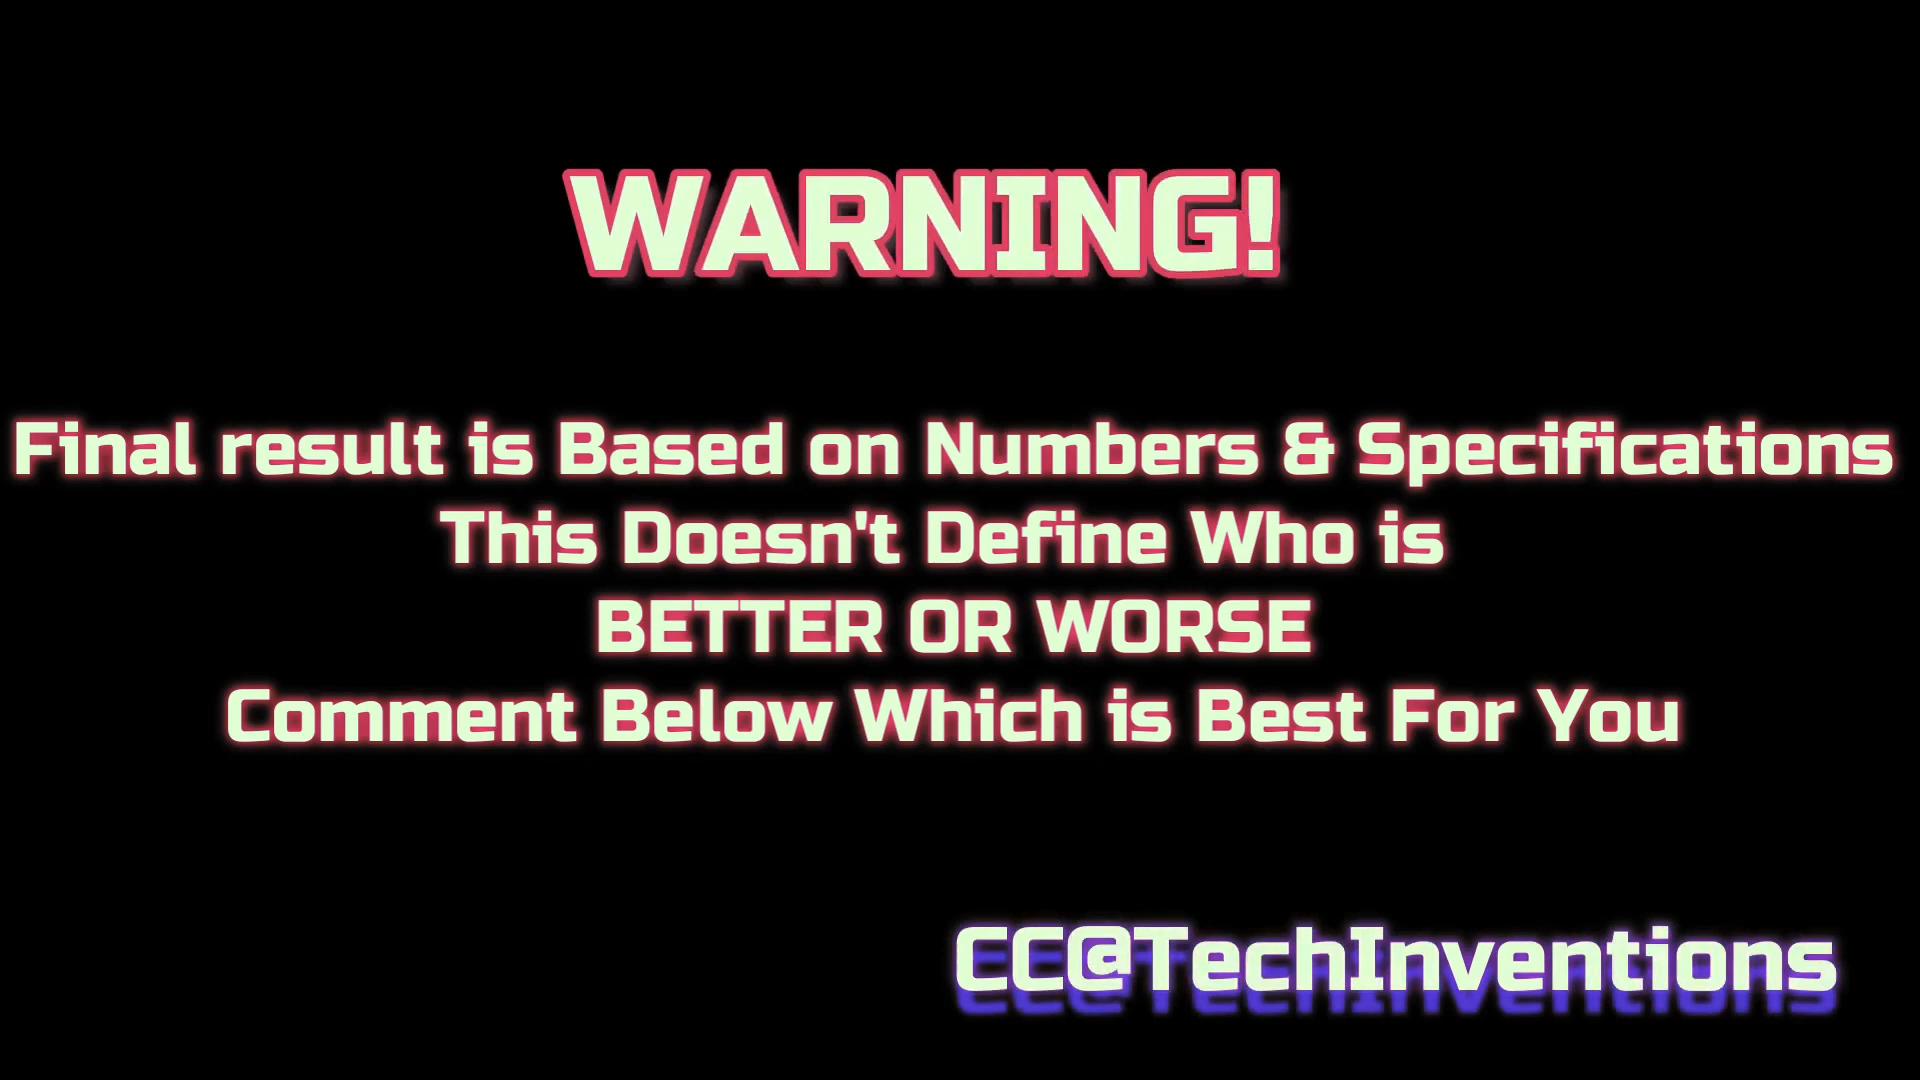 WARNING!
Final result is Based on Numbers & Specifications
This Doesn't Define Who is
BETTER OR WORSE
Comment Below Which is Best For You
CC@TechInventions